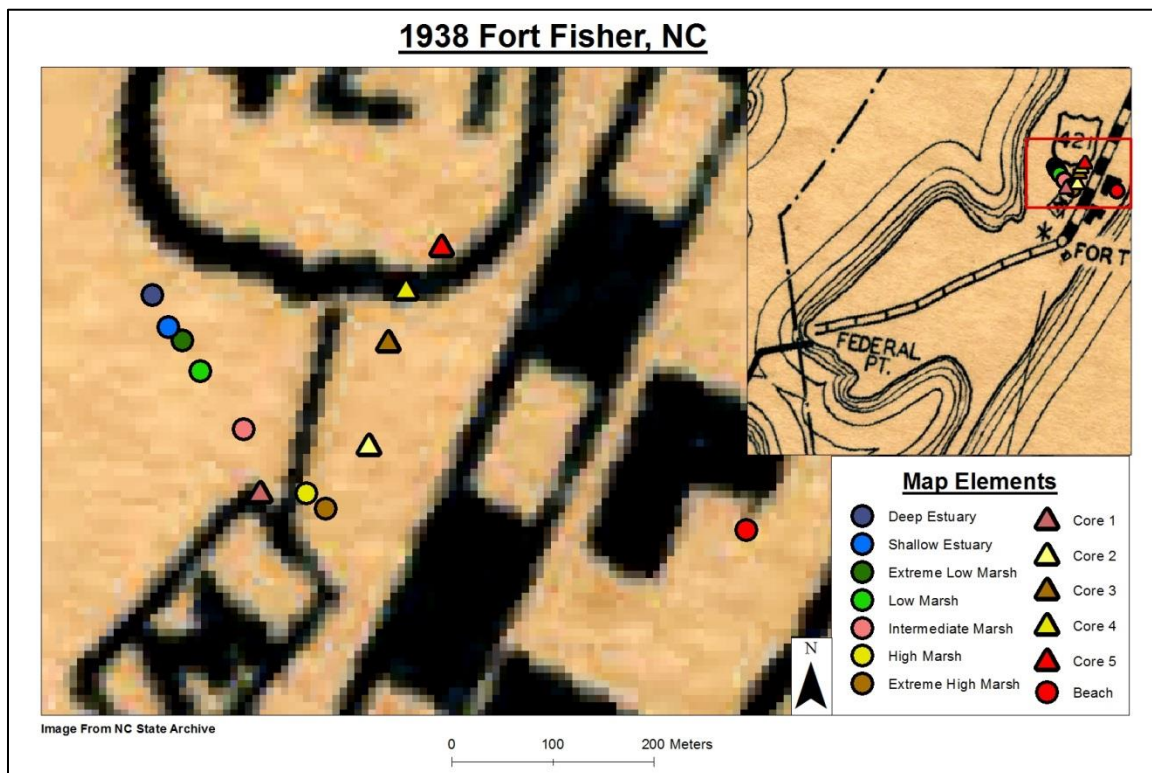 1938 Fort Fisher, NC
421
FORT
FEDERAL
PT.
Map Elements
Deep Estuary
Shallow Estuary
Extreme Low Marsh
Low Marsh
Intermediate Marsh
High Marsh
Extreme High Marsh
Core 1
Core 2
Core 3
Core 4
Core 5
Beach
N
Image From NC State Archive
0 100 200 Meters